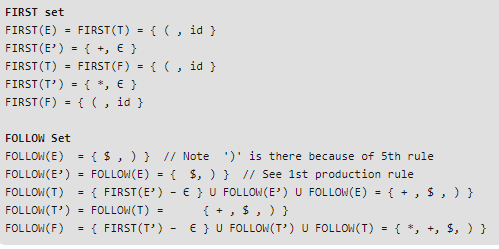 FIRST set
FIRST(E) = FIRST(T) = { ( , id }
FIRST(E’) = { +, Є }
FIRST(T) = FIRST(F) = { ( , id }
FIRST(T’) = { *, Є }
FIRST(F) = { ( , id }
FOLLOW Set
FOLLOW(E)  = { $ , ) }  // Note  ')' is there because of 5th rule
FOLLOW(E’) = FOLLOW(E) = {  $, ) }  // See 1st production rule
FOLLOW(T)  = { FIRST(E’) – Є } U FOLLOW(E’) U FOLLOW(E) = { + , $ , ) }
FOLLOW(T’) = FOLLOW(T) =      { + , $ , ) }
FOLLOW(F)  = { FIRST(T’) –  Є } U FOLLOW(T’) U FOLLOW(T) = { *, +, $, ) }